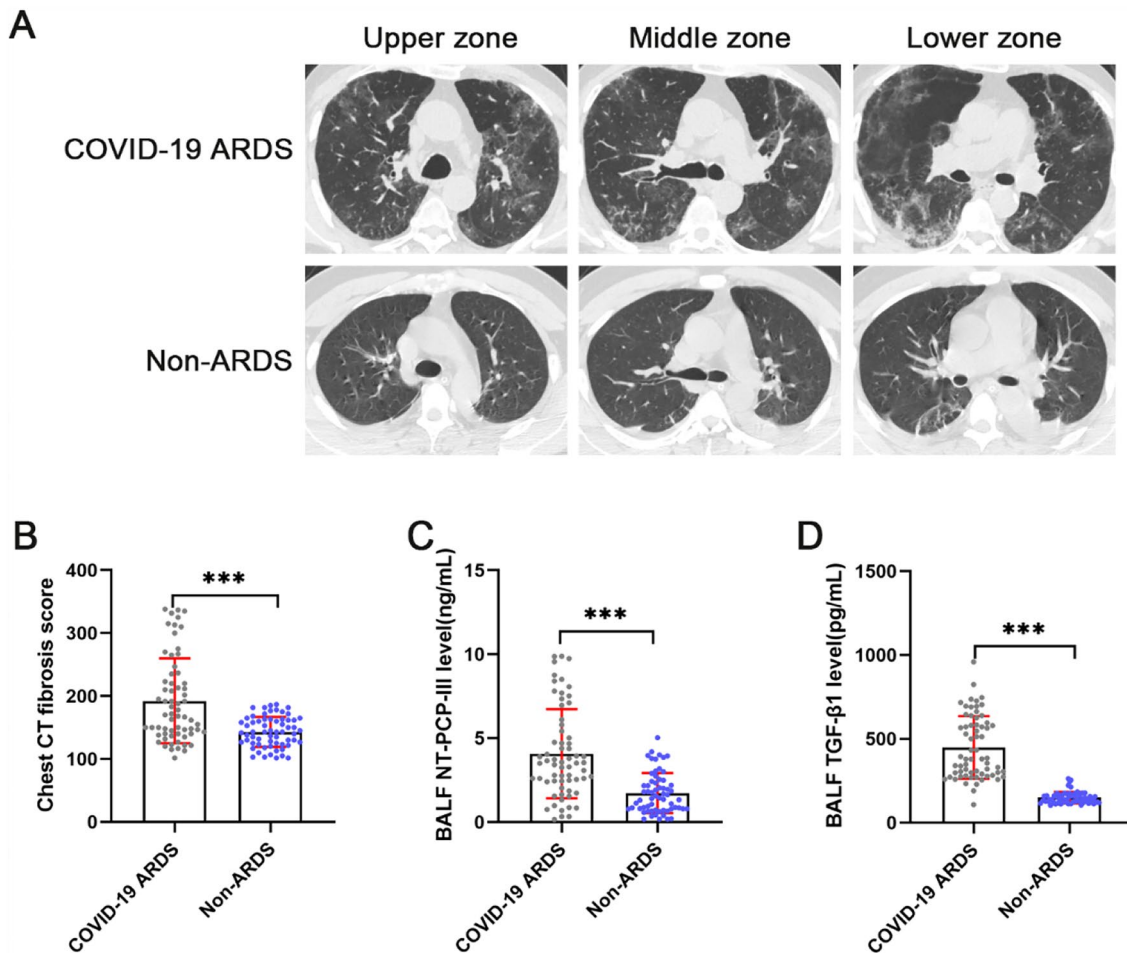 A
Upper zone
Middle zone
Lower zone
COVID-19 ARDS
Non-ARDS
B
Chest CT fibrosis score
400
300
200
100
0
***
COVID-19 ARDS
Non-ARDS
C
BALF NT-PCP-III level(ng/mL)
15
10
5
0
***
COVID-19 ARDS
Non-ARDS
D
BALF TGF-β1 level(pg/mL)
1500
1000
500
0
***
COVID-19 ARDS
Non-ARDS